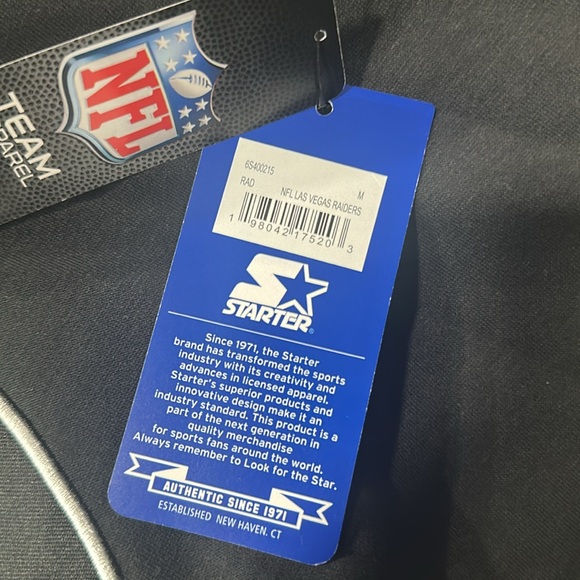 NFL
TEAM
6S400215 M
RAD NFL LAS VEGAS RAIDERS
1 98042 17520 3
STARTER®
Since 1971, the Starter
brand has transformed the sports
industry with its creativity and
advances in licensed apparel.
Starter's superior products and
innovative design make it an
industry standard. This product is a
part of the next generation in
quality merchandise
for sports fans around the world.
Always remember to Look for the Star.
AUTHENTIC SINCE 1971
ESTABLISHED NEW HAVEN, CT